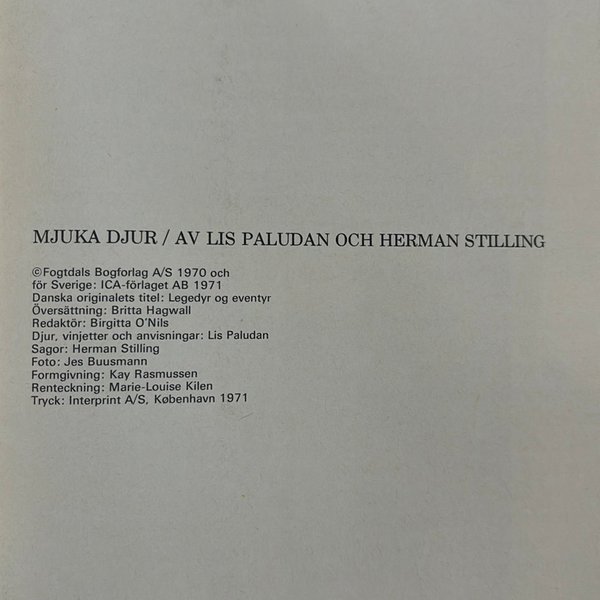 MJUKA DJUR / AV LIS PALUDAN OCH HERMAN STILLING
©Fogtdals Bogforlag A/S 1970 och
för Sverige: ICA-förlaget AB 1971
Danska originalets titel: Legedyr og eventyr
Översättning: Britta Hagwall
Redaktör: Birgitta O'Nils
Djur, vinjetter och anvisningar: Lis Paludan
Sagor: Herman Stilling
Foto: Jes Buusmann
Formgivning: Kay Rasmussen
Renteckning: Marie-Louise Kilen
Tryck: Interprint A/S, København 1971